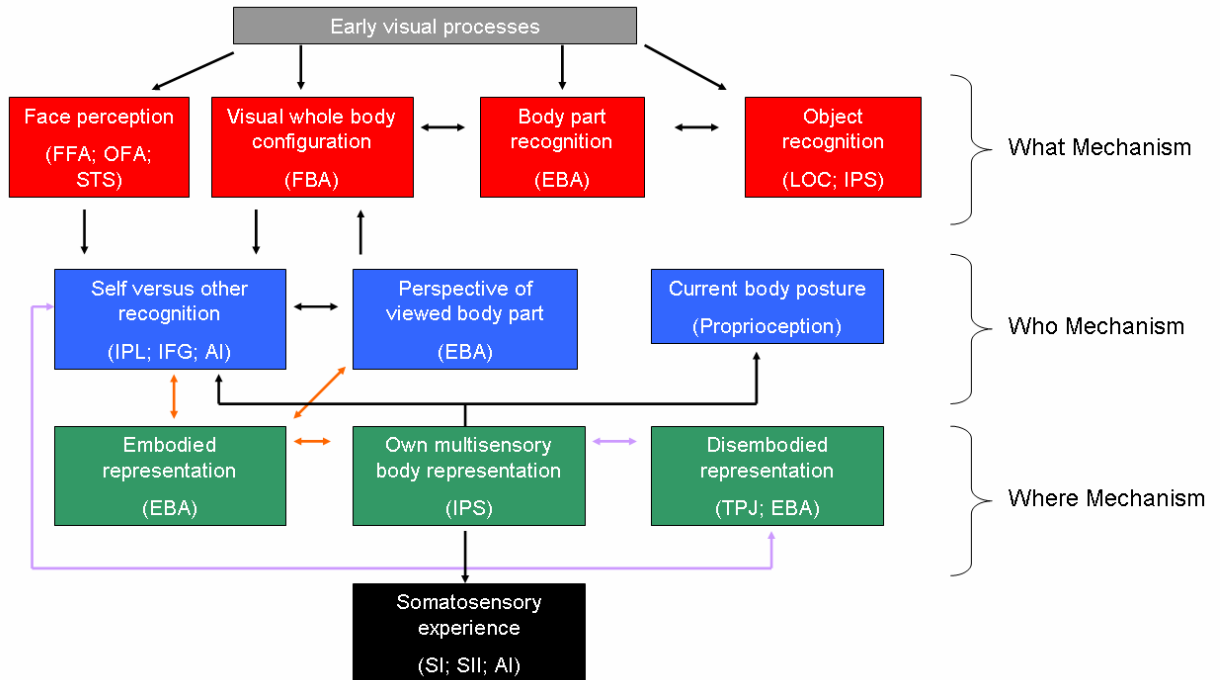 Early visual processes
Face perception
(FFA; OFA;
STS)
Visual whole body
configuration
(FBA)
Body part
recognition
(EBA)
Object
recognition
(LOC; IPS)
What Mechanism
Self versus other
recognition
(IPL; IFG; AI)
Perspective of
viewed body part
(EBA)
Current body posture
(Proprioception)
Who Mechanism
Embodied
representation
(EBA)
Own multisensory
body representation
(IPS)
Disembodied
representation
(TPJ; EBA)
Where Mechanism
Somatosensory
experience
(SI; SII; AI)